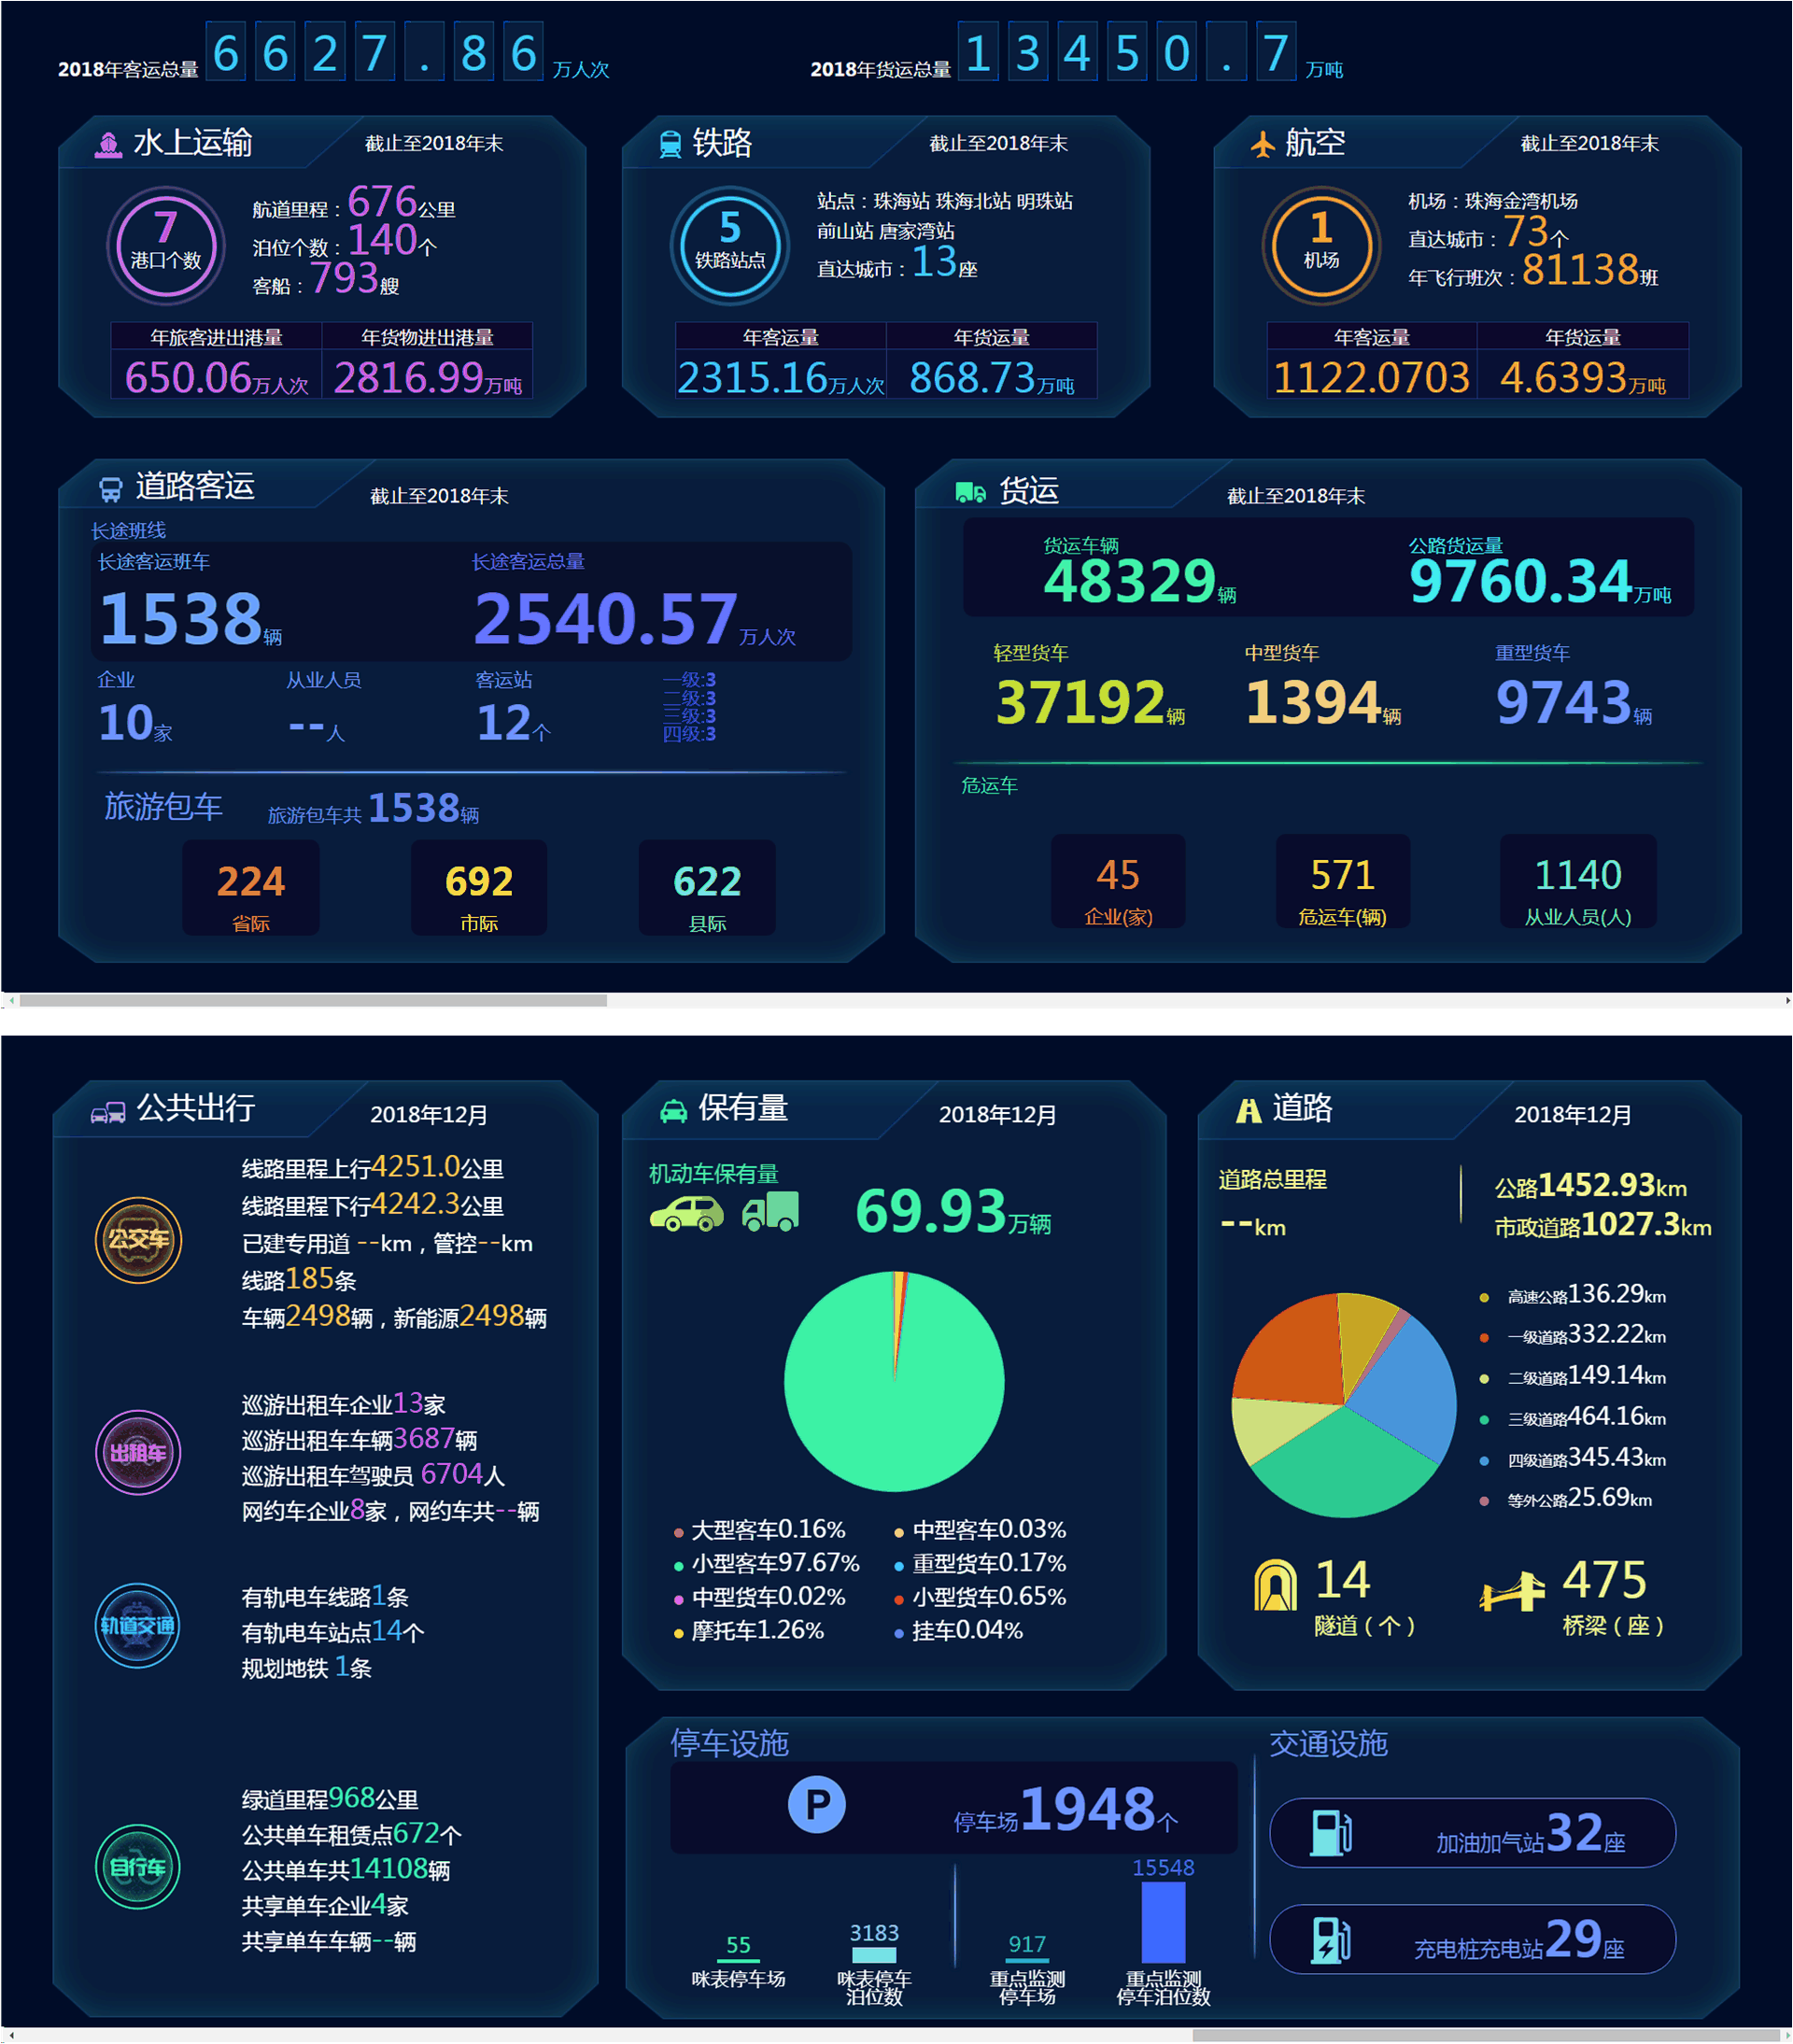 2018年客运总量 6627.86 万人次
2018年货运总量 13450.7 万吨
水上运输 截止至2018年末
7
港口个数
航道里程：676公里
泊位个数：140个
客船：793艘
年旅客进出港量 年货物进出港量
650.06万人次 2816.99万吨
铁路 截止至2018年末
5
铁路站点
站点：珠海站 珠海北站 明珠站
前山站 唐家湾站
直达城市：13座
年客运量 年货运量
2315.16万人次 868.73万吨
航空 截止至2018年末
1
机场
机场：珠海金湾机场
直达城市：73个
年飞行班次：81138班
年客运量 年货运量
1122.0703 4.6393万吨
道路客运 截止至2018年末
长途班线
长途客运班车 长途客运总量
1538辆 2540.57万人次
企业 从业人员 客运站
10家 --人 12个
一级:3
二级:3
三级:3
四级:3
旅游包车 旅游包车共1538辆
224 692 622
省际 市际 县际
货运 截止至2018年末
货运车辆 公路货运量
48329辆 9760.34万吨
轻型货车 中型货车 重型货车
37192辆 1394辆 9743辆
危运车
45 571 1140
企业(家) 危运车(辆) 从业人员(人)
公共出行 2018年12月
公交车
线路里程上行4251.0公里
线路里程下行4242.3公里
已建专用道 --km，管控--km
线路185条
车辆2498辆，新能源2498辆
出租车
巡游出租车企业13家
巡游出租车车辆3687辆
巡游出租车驾驶员 6704人
网约车企业8家，网约车共--辆
轨道交通
有轨电车线路1条
有轨电车站点14个
规划地铁 1条
自行车
绿道里程968公里
公共单车租赁点672个
公共单车共14108辆
共享单车企业4家
共享单车车辆--辆
保有量 2018年12月
机动车保有量
69.93万辆
大型客车0.16% 中型客车0.03%
小型客车97.67% 重型货车0.17%
中型货车0.02% 小型货车0.65%
摩托车1.26% 挂车0.04%
道路 2018年12月
道路总里程
--km
公路1452.93km
市政道路1027.3km
高速公路136.29km
一级道路332.22km
二级道路149.14km
三级道路464.16km
四级道路345.43km
等外公路25.69km
14 475
隧道（个） 桥梁（座）
停车设施
P 停车场1948个
55 3183 917 15548
咪表停车场
咪表停车
泊位数
重点监测
停车场
重点监测
停车泊位数
交通设施
加油加气站32座
充电桩充电站29座